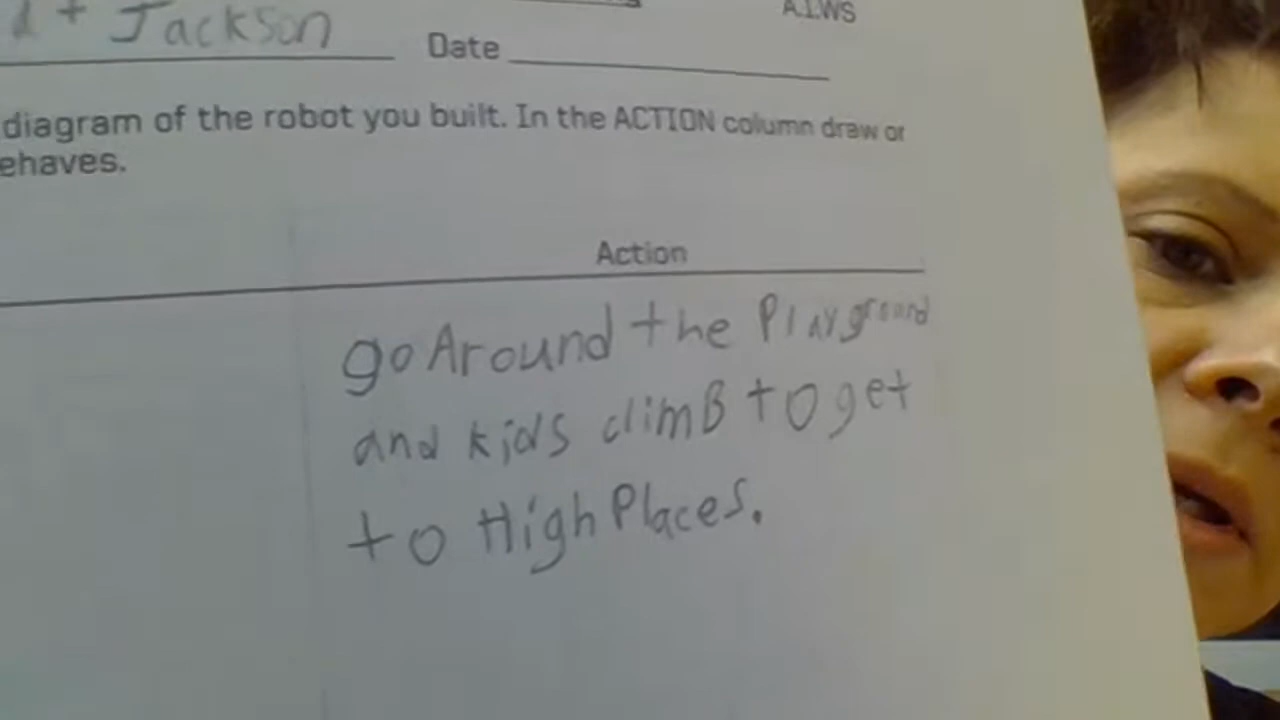 + Jackson
A.I.WS
Date
diagram of the robot you built. In the ACTION column draw or
ehaves.
Action
go Around the Playground
and kids climB to get
to High Places.